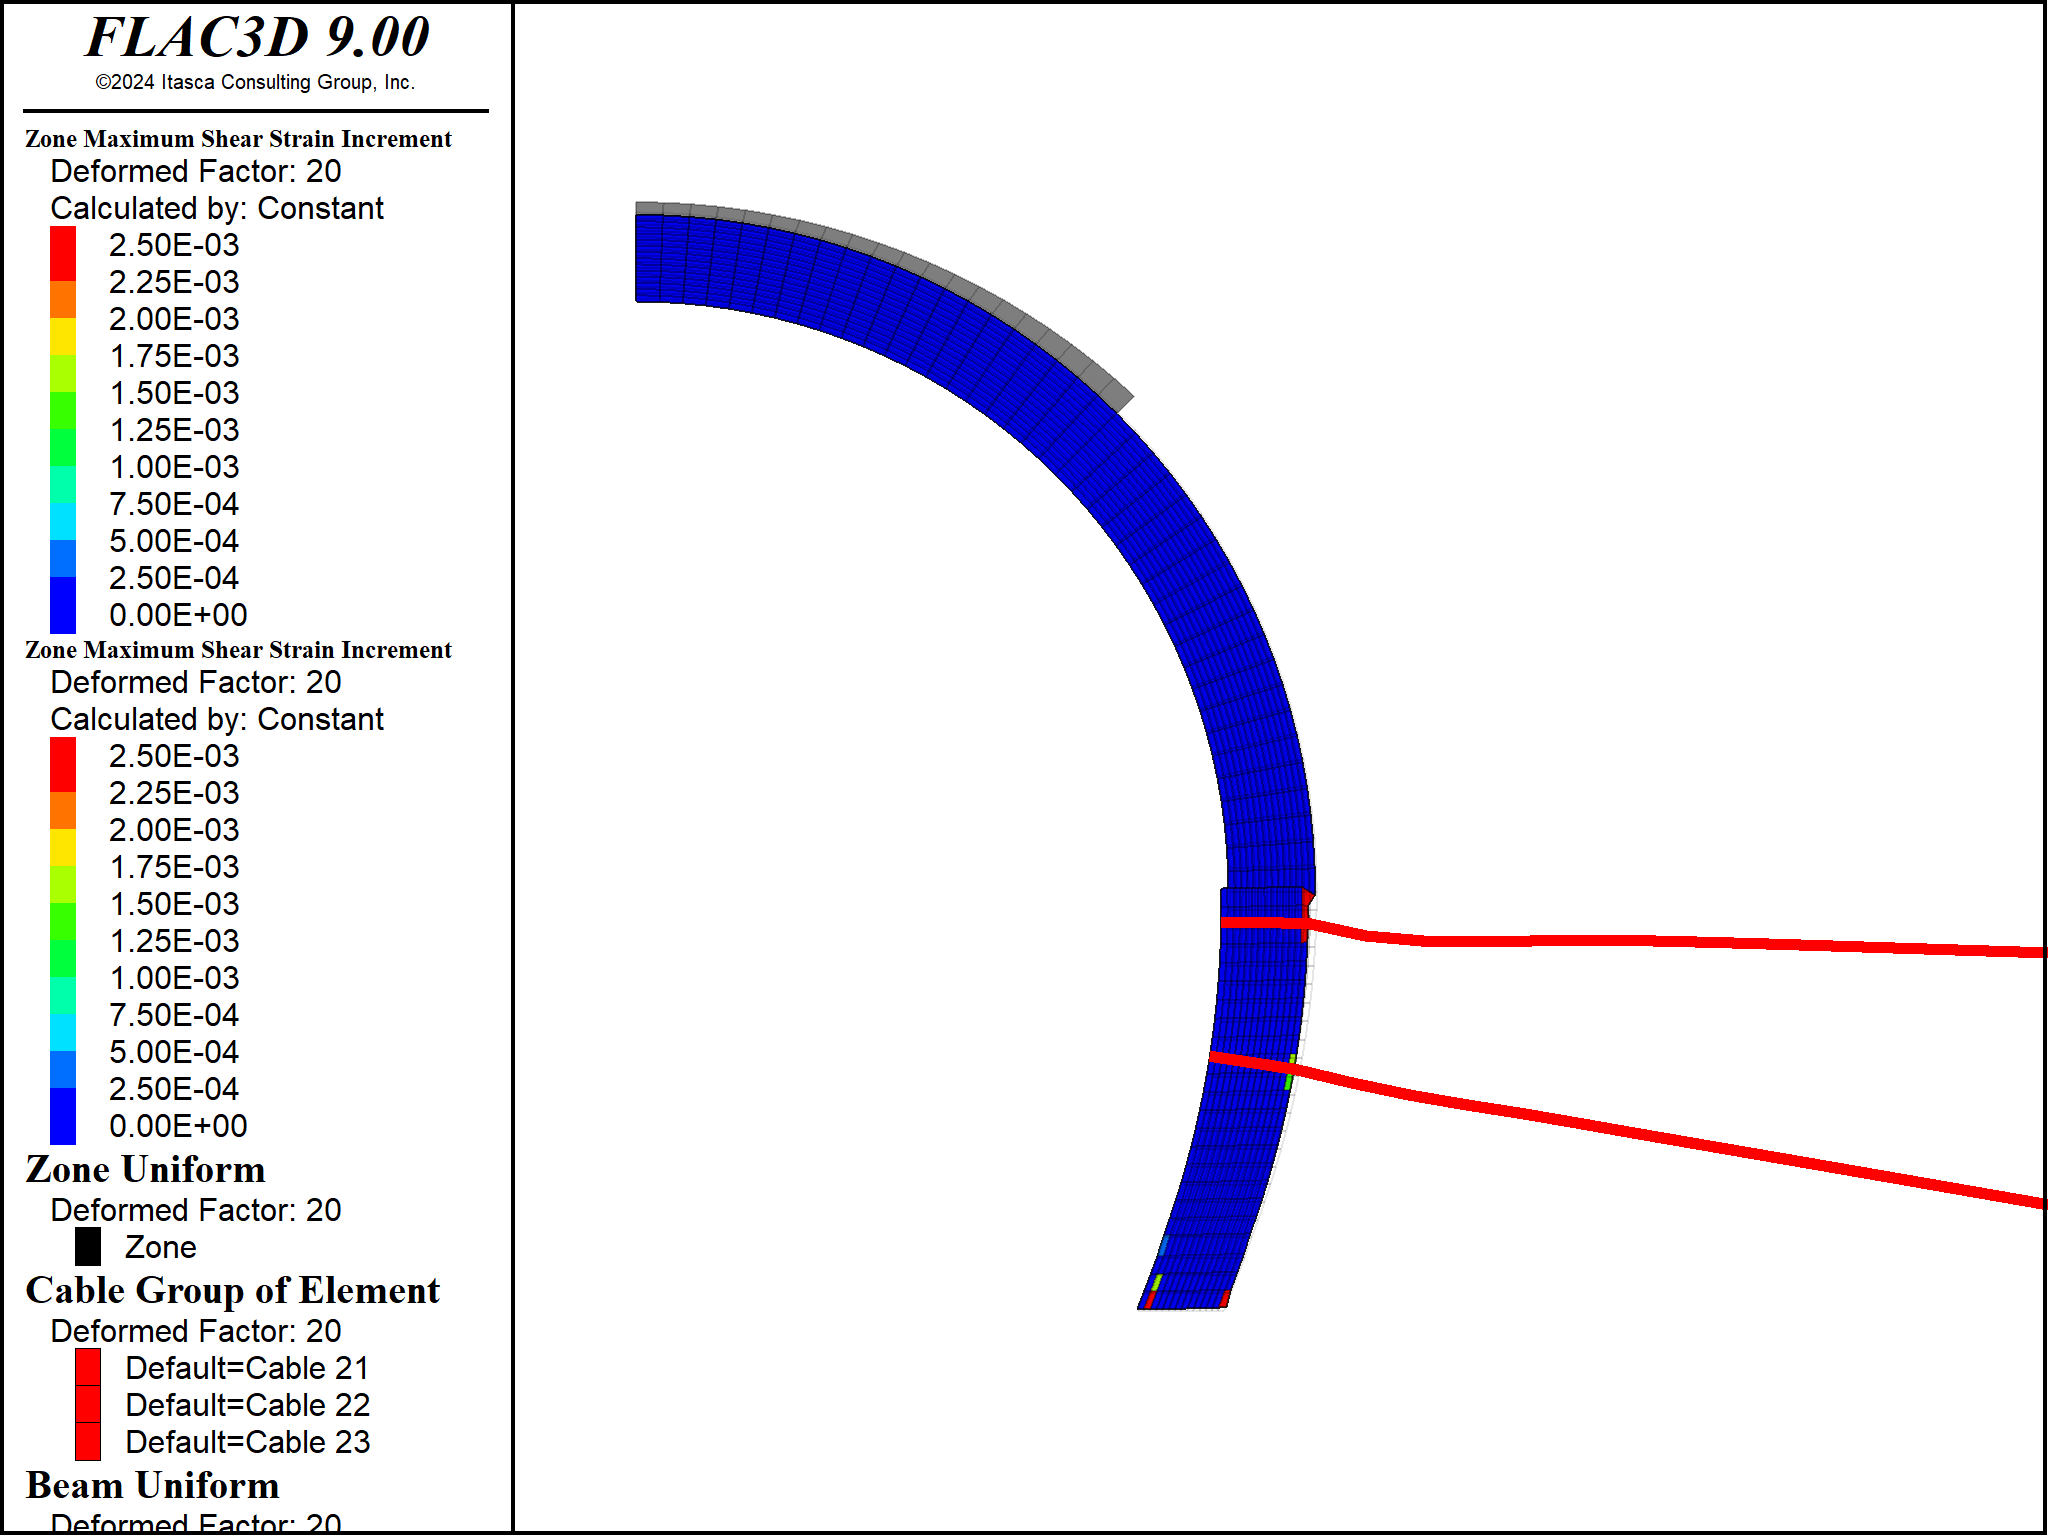 FLAC3D 9.00
©2024 Itasca Consulting Group, Inc.
Zone Maximum Shear Strain Increment
Deformed Factor: 20
Calculated by: Constant
2.50E-03
2.25E-03
2.00E-03
1.75E-03
1.50E-03
1.25E-03
1.00E-03
7.50E-04
5.00E-04
2.50E-04
0.00E+00
Zone Maximum Shear Strain Increment
Deformed Factor: 20
Calculated by: Constant
2.50E-03
2.25E-03
2.00E-03
1.75E-03
1.50E-03
1.25E-03
1.00E-03
7.50E-04
5.00E-04
2.50E-04
0.00E+00
Zone Uniform
Deformed Factor: 20
Zone
Cable Group of Element
Deformed Factor: 20
Default=Cable 21
Default=Cable 22
Default=Cable 23
Beam Uniform
Deformed Factor: 20